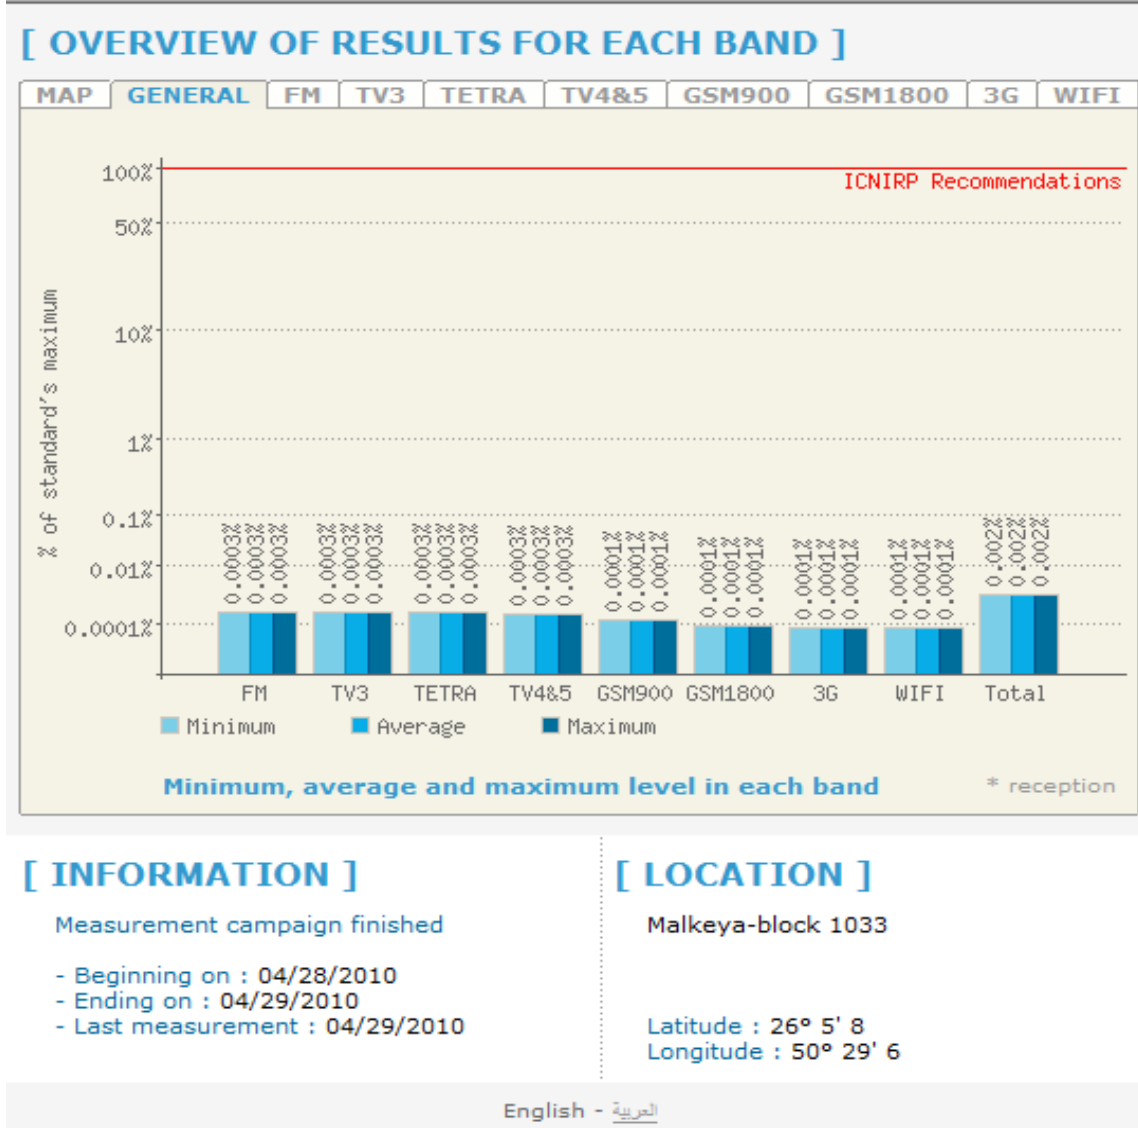 [ OVERVIEW OF RESULTS FOR EACH BAND ]
MAP GENERAL FM TV3 TETRA TV4&5 GSM900 GSM1800 3G WIFI
100%
ICNIRP Recommendations
50%
10%
1%
0.1%
0.01%
0.0001%
% of standard's maximum
0.0003% 0.0003% 0.0003%
0.0003% 0.0003% 0.0003%
0.0003% 0.0003% 0.0003%
0.0003% 0.0003% 0.0003%
0.0001% 0.0001% 0.0001%
0.0001% 0.0001% 0.0001%
0.0001% 0.0001% 0.0001%
0.0001% 0.0001% 0.0001%
0.002% 0.002% 0.002%
FM TV3 TETRA TV4&5 GSM900 GSM1800 3G WIFI Total
Minimum Average Maximum
Minimum, average and maximum level in each band * reception
[ INFORMATION ]
Measurement campaign finished
- Beginning on : 04/28/2010
- Ending on : 04/29/2010
- Last measurement : 04/29/2010
[ LOCATION ]
Malkeya-block 1033
Latitude : 26° 5' 8
Longitude : 50° 29' 6
English - العربية